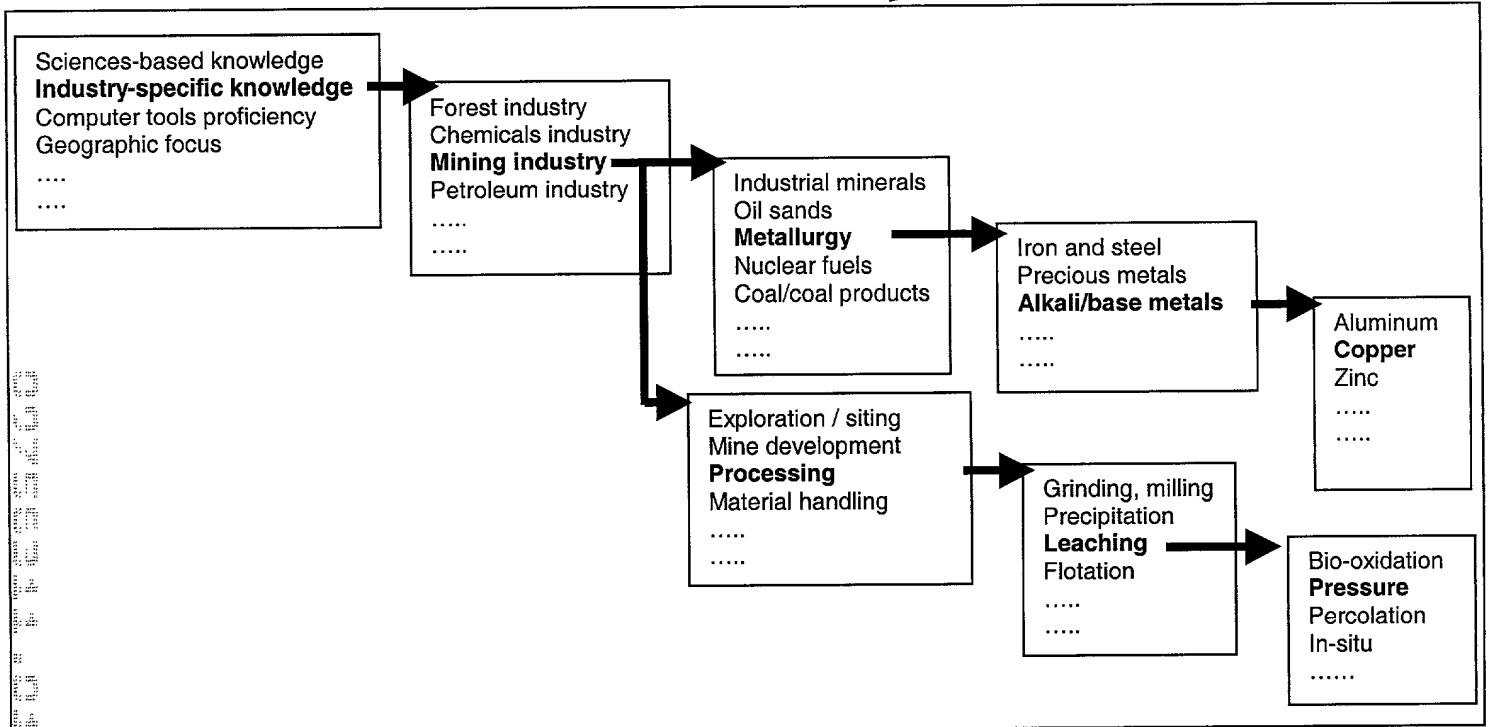 Sciences-based knowledge
Industry-specific knowledge
Computer tools proficiency
Geographic focus
....
....
Forest industry
Chemicals industry
Mining industry
Petroleum industry
.....
.....
Industrial minerals
Oil sands
Metallurgy
Nuclear fuels
Coal/coal products
.....
.....
Iron and steel
Precious metals
Alkali/base metals
.....
.....
Aluminum
Copper
Zinc
.....
.....
Exploration / siting
Mine development
Processing
Material handling
.....
.....
Grinding, milling
Precipitation
Leaching
Flotation
.....
.....
Bio-oxidation
Pressure
Percolation
In-situ
......